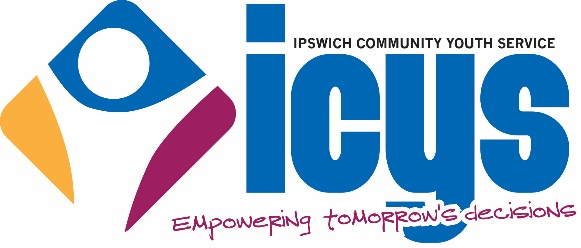 IPSWICH COMMUNITY YOUTH SERVICE
icys
Empowering tomorrow's decisions